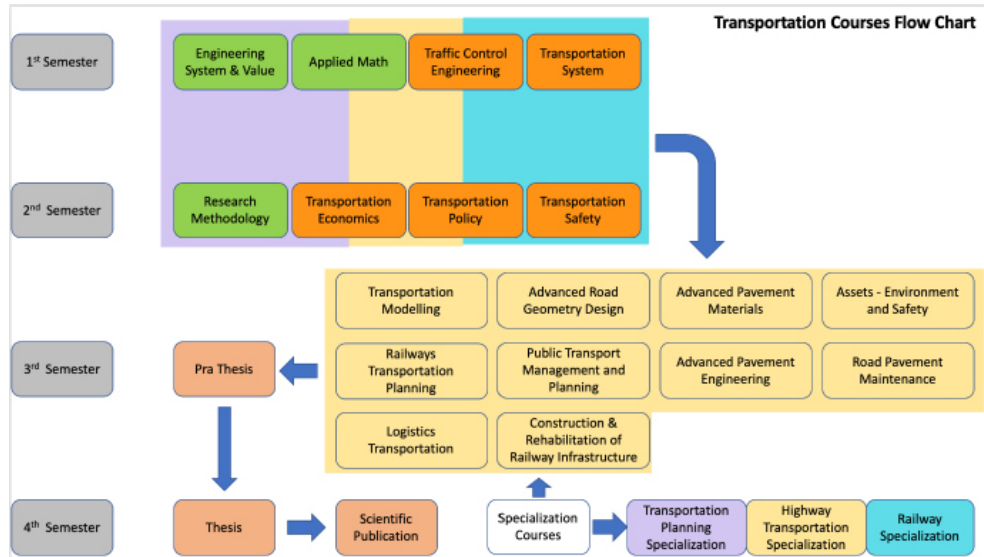 Transportation Courses Flow Chart
1st Semester
Engineering
System & Value
Applied Math
Traffic Control
Engineering
Transportation
System
2nd Semester
Research
Methodology
Transportation
Economics
Transportation
Policy
Transportation
Safety
Transportation
Modelling
Advanced Road
Geometry Design
Advanced Pavement
Materials
Assets - Environment
and Safety
3rd Semester
Pra Thesis
Railways
Transportation
Planning
Public Transport
Management and
Planning
Advanced Pavement
Engineering
Road Pavement
Maintenance
Logistics
Transportation
Construction &
Rehabilitation of
Railway Infrastructure
4th Semester
Thesis
Scientific
Publication
Specialization
Courses
Transportation
Planning
Specialization
Highway
Transportation
Specialization
Railway
Specialization